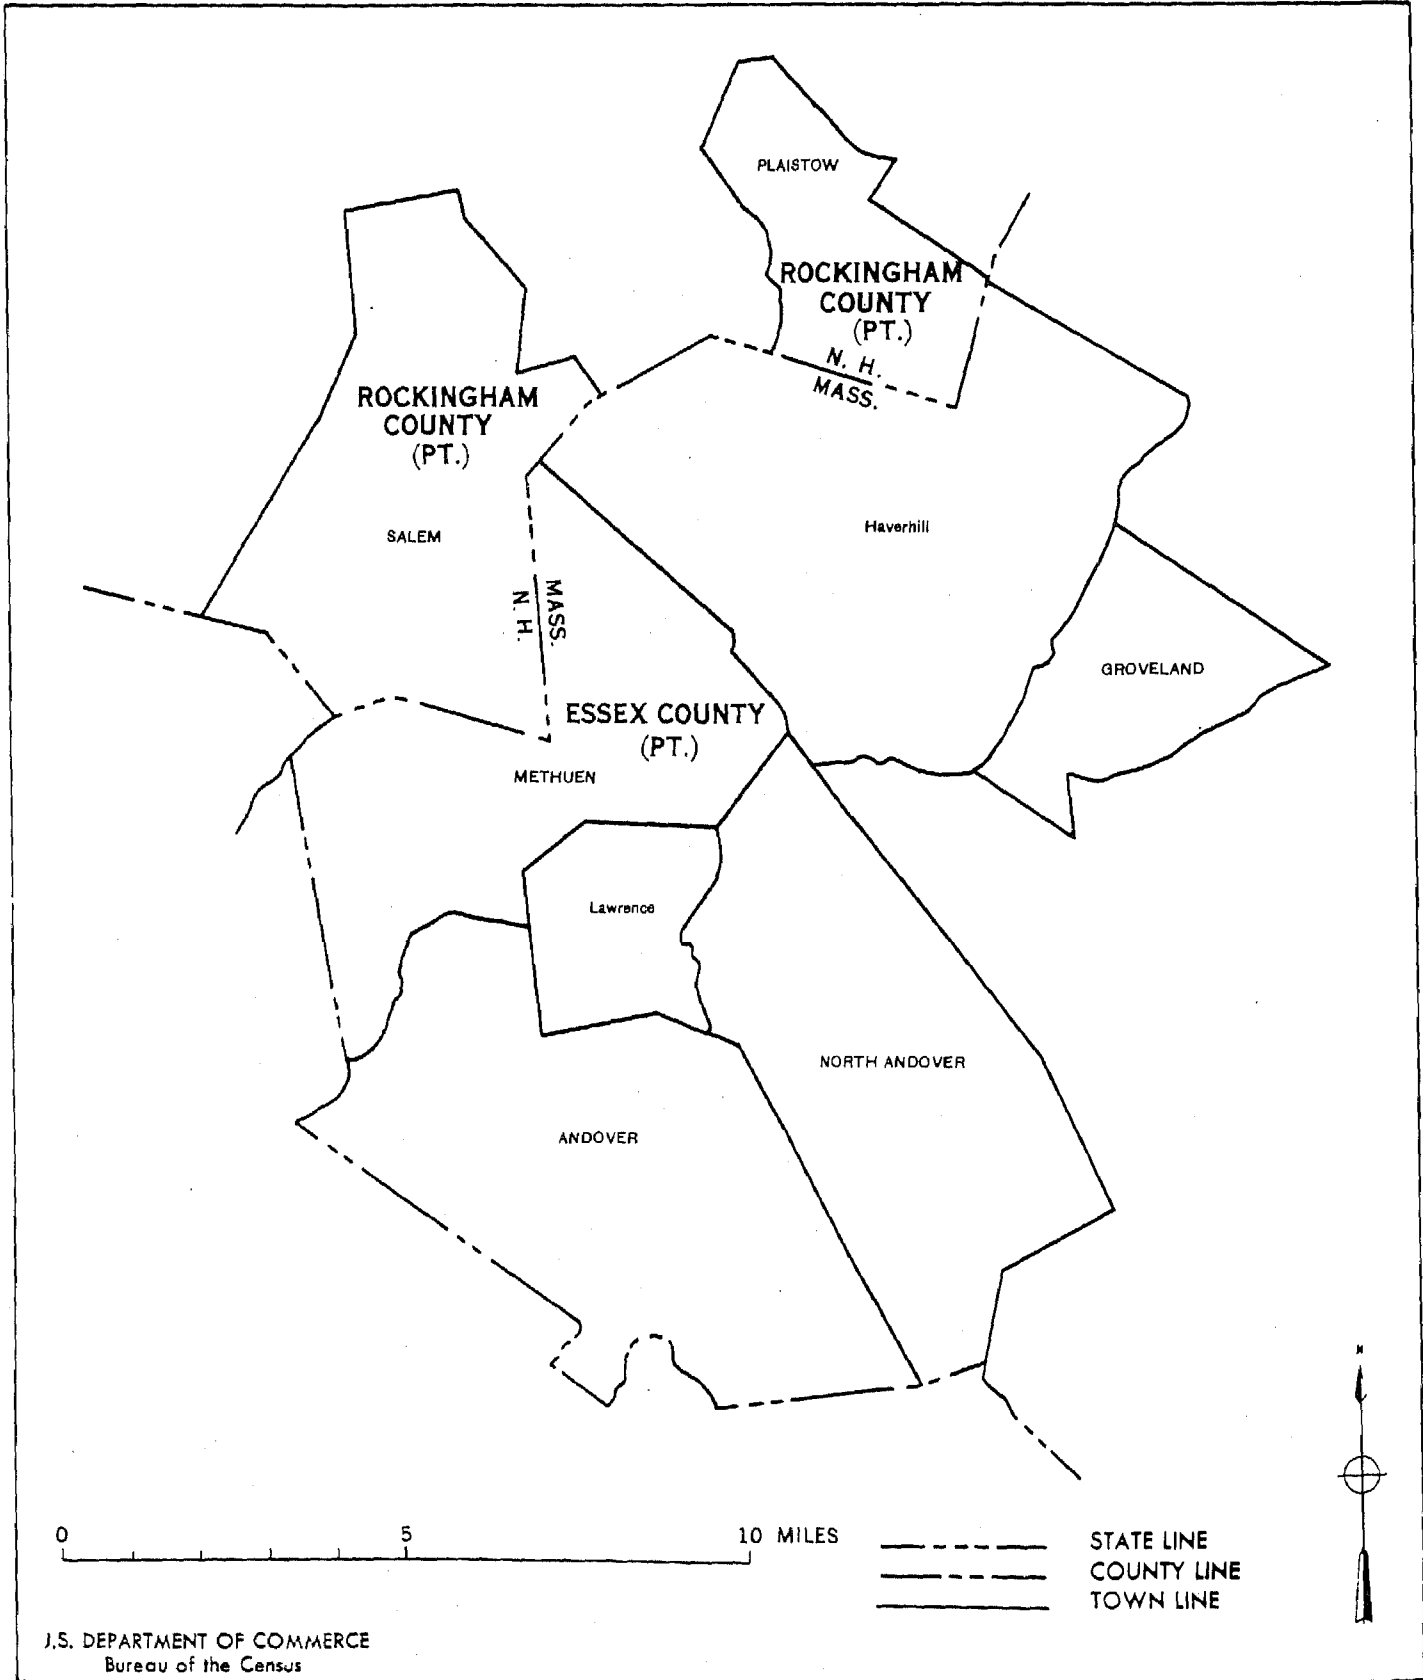 PLAISTOW
ROCKINGHAM
COUNTY
(PT.)
N. H.
MASS.
ROCKINGHAM
COUNTY
(PT.)
SALEM
Haverhill
MASS.
N. H.
GROVELAND
ESSEX COUNTY
(PT.)
METHUEN
Lawrence
NORTH ANDOVER
ANDOVER
N
0 5 10 MILES
STATE LINE
COUNTY LINE
TOWN LINE
J.S. DEPARTMENT OF COMMERCE
Bureau of the Census